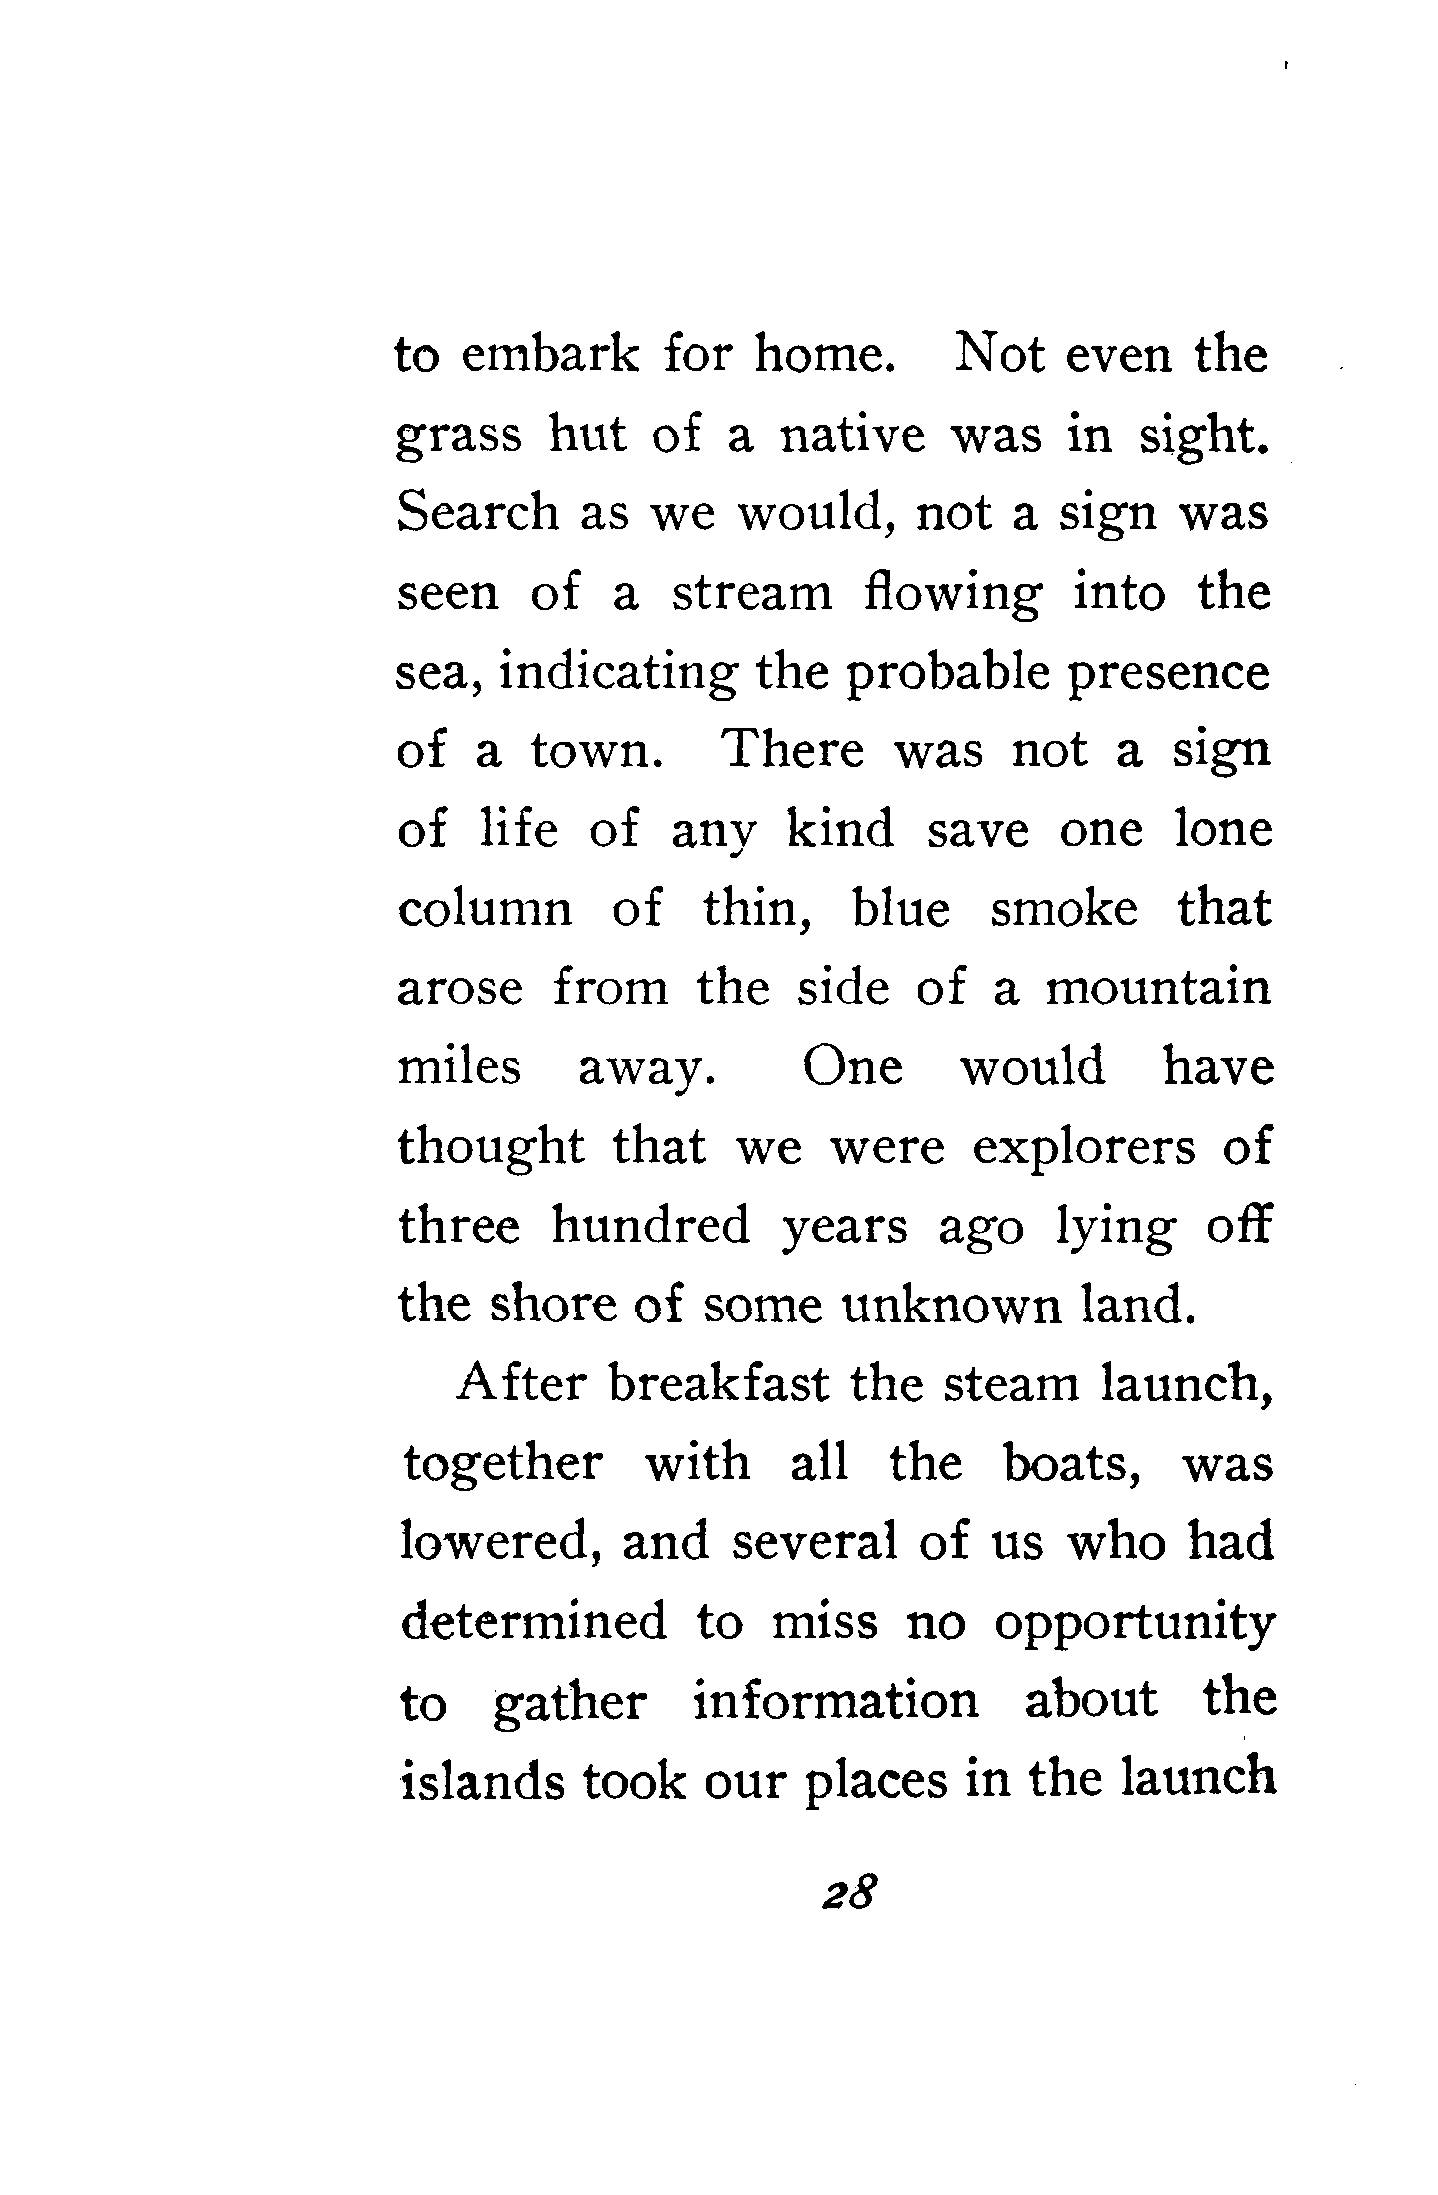 to embark for home. Not even the
grass hut of a native was in sight.
Search as we would, not a sign was
seen of a stream flowing into the
sea, indicating the probable presence
of a town. There was not a sign
of life of any kind save one lone
column of thin, blue smoke that
arose from the side of a mountain
miles away. One would have
thought that we were explorers of
three hundred years ago lying off
the shore of some unknown land.
After breakfast the steam launch,
together with all the boats, was
lowered, and several of us who had
determined to miss no opportunity
to gather information about the
islands took our places in the launch
28